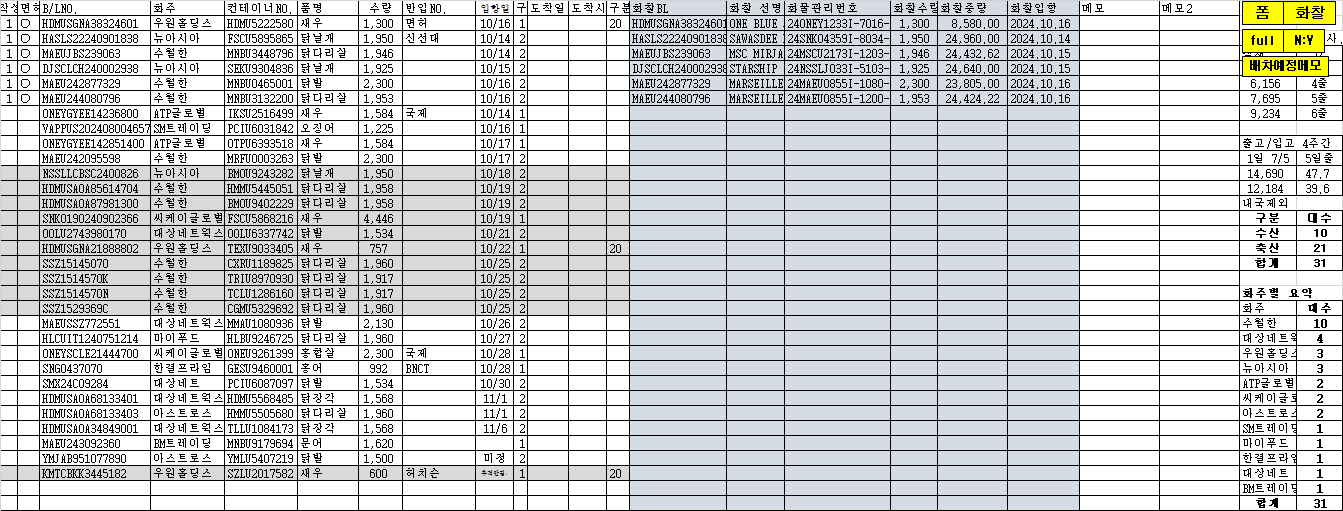 작성 면허 B/LNO. 화주 컨테이너NO. 품명 수량 반입NO. 입항일 구 도착일 도착시 구분 화찰BL 화찰 선명 화물관리번호 화찰수량 화찰중량 화찰입항 메모 메모2 폼 화찰
1 ○ HDMUSGNA38324601 우원홀딩스 HDMU5222580 새우 1,300 면허 10/16 1 20 HDMUSGNA38324601 ONE BLUE 24ONEY1233I-7016- 1,300 8,580.00 2024.10.16
1 ○ HASLS22240901838 뉴아시아 FSCU5895865 닭날개 1,950 신선대 10/14 2 HASLS22240901838 SAWASDEE 24SNKO4359I-8034- 1,950 24,960.00 2024.10.14 full N:Y 사.
1 ○ MAEUJBS239063 수월한 MNBU3448796 닭다리살 1,946 10/14 2 MAEUJBS239063 MSC MIRJA 24MSCU2173I-1203- 1,946 24,432.62 2024.10.15
1 ○ DJSCLCH240002938 뉴아시아 SEKU9304836 닭날개 1,925 10/15 2 DJSCLCH240002938 STARSHIP 24NSSLJ033I-5103- 1,925 24,640.00 2024.10.15 배차예정메모
1 ○ MAEU242877329 수월한 MNBU0465001 닭발 2,300 10/16 2 MAEU242877329 MARSEILLE 24MAEU0855I-1080- 2,300 23,805.00 2024.10.16 6,156 4줄
1 ○ MAEU244080796 수월한 MNBU3132200 닭다리살 1,953 10/16 2 MAEU244080796 MARSEILLE 24MAEU0855I-1200- 1,953 24,424.22 2024.10.16 7,695 5줄
ONEYGYEE14236800 ATP글로벌 IKSU2516499 새우 1,584 국제 10/14 1 9,234 6줄
VAPPUS202408004657 SM트레이딩 PCIU6031842 오징어 1,225 10/16 1
ONEYGYEE142851400 ATP글로벌 OTPU6393518 새우 1,584 10/17 1 출고/입고 4주간
MAEU242095598 수월한 MRFU0003263 닭발 2,300 10/17 2 1일 7/5 5일줄
NSSLLCBSC2400826 뉴아시아 BMOU9243282 닭날개 1,950 10/18 2 14,690 47.7
HDMUSAOA85614704 수월한 HMMU5445051 닭다리살 1,958 10/19 2 12,184 39.6
HDMUSAOA87981300 수월한 BMOU9402229 닭다리살 1,958 10/19 2 내국제외
SNKO190240902366 씨케이글로벌 FSCU5868216 새우 4,446 10/19 1 구분 대수
OOLU2743980170 대상네트웍스 OOLU6337742 닭발 1,534 10/21 2 수산 10
HDMUSGNA21888802 우원홀딩스 TEXU9033405 새우 757 10/22 1 20 축산 21
SSZ15145070 수월한 CXRU1189825 닭다리살 1,960 10/25 2 합계 31
SSZ1514570K 수월한 TRIU8970930 닭다리살 1,917 10/25 2
SSZ1514570N 수월한 TCLU1286160 닭다리살 1,917 10/25 2 화주별 요약
SSZ1529369C 수월한 CGMU5329692 닭다리살 1,960 10/25 2 화주 대수
MAEUSSZ772551 대상네트웍스 MMAU1080936 닭발 2,130 10/26 2 수월한 10
HLCUIT1240751214 마이푸드 HLBU9246725 닭다리살 1,960 10/27 2 대상네트웍 4
ONEYSCLE21444700 씨케이글로벌 ONEU9261399 홍합살 2,300 국제 10/28 1 우원홀딩스 3
SNGO437070 한결프라임 GESU9460001 홍어 992 BNCT 10/28 1 뉴아시아 3
SMX24C09284 대상네트 PCIU6087097 닭발 1,534 10/30 2 ATP글로벌 2
HDMUSAOA68133401 대상네트웍스 HDMU5568485 닭장각 1,568 11/1 2 씨케이글로 2
HDMUSAOA68133403 아스트로스 HMMU5505680 닭다리살 1,960 11/1 2 아스트로스 2
HDMUSAOA34849001 대상네트웍스 TLLU1084173 닭장각 1,568 11/6 2 SM트레이딩 1
MAEU243092360 BM트레이딩 MNBU9179694 문어 1,620 1 마이푸드 1
YMJAB951077890 아스트로스 YMLU5407219 닭발 1,500 미정 2 한결프라임 1
KMTCBKK3445182 우원홀딩스 SZLU2017582 새우 600 허치슨 1 20 대상네트 1
BM트레이딩 1
합계 31